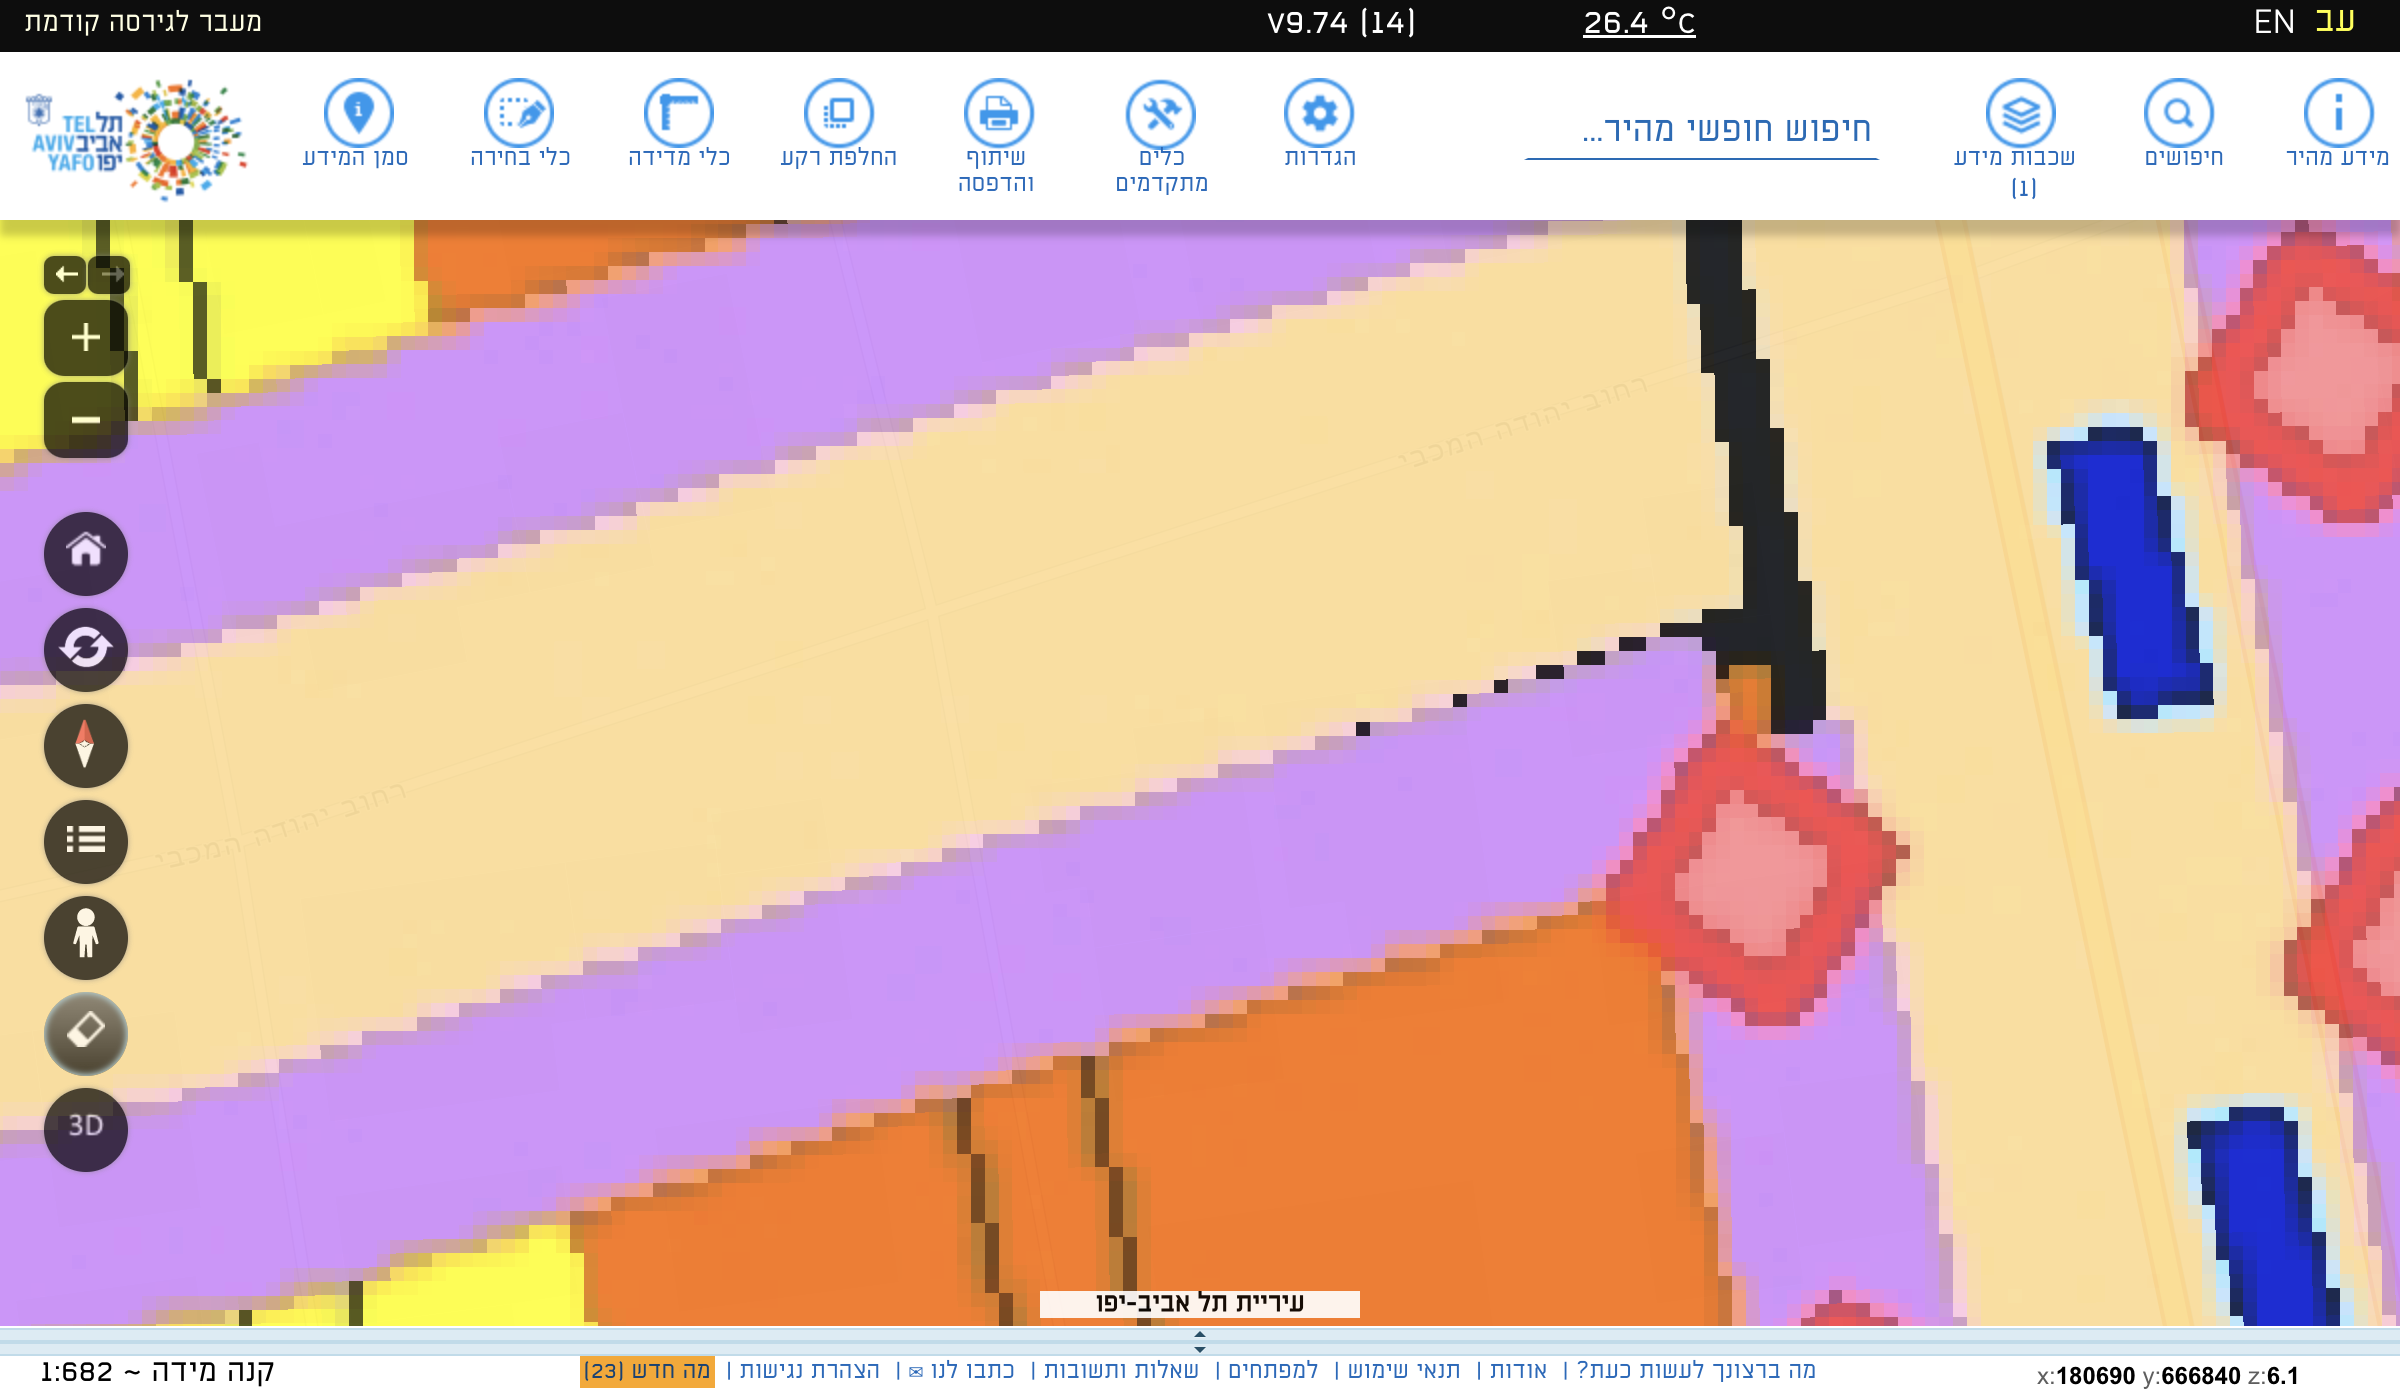 עב EN
26.4 °C
V9.74 (14)
מעבר לגירסה קודמת
מידע מהיר
חיפושים
שכבות מידע
(1)
חיפוש חופשי מהיר...
הגדרות
כלים
מתקדמים
שיתוף
והדפסה
החלפת רקע
כלי מדידה
כלי בחירה
סמן המידע
תל
אביב
יפו
TEL
AVIV
YAFO
רחוב יהודה המכבי
רחוב יהודה המכבי
3D
עיריית תל אביב-יפו
x:180690 y:666840 z:6.1
מה ברצונך לעשות כעת? | אודות | תנאי שימוש | למפתחים | שאלות ותשובות | כתבו לנו ✉ | הצהרת נגישות | מה חדש (23)
קנה מידה ~ 1:682